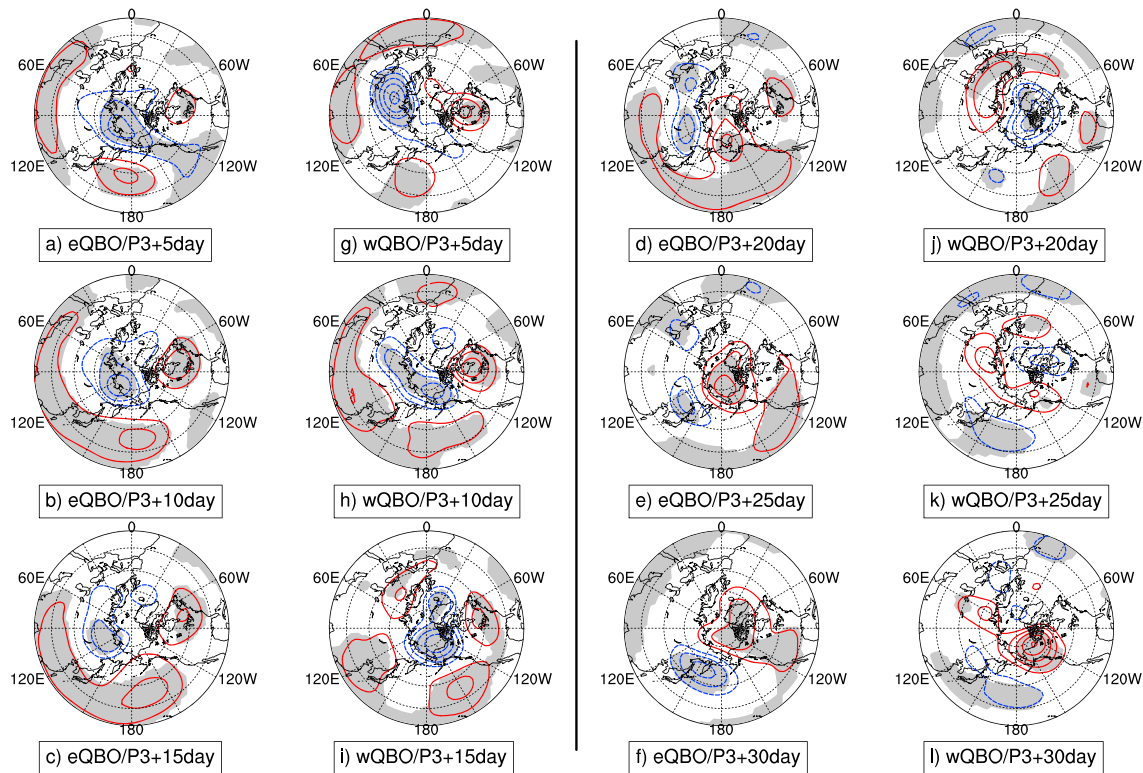 0
0
0
0
60E
60W
60E
60W
60E
60W
60E
60W
120E
120W
120E
120W
120E
120W
120E
120W
180
180
180
180
a) eQBO/P3+5day
g) wQBO/P3+5day
d) eQBO/P3+20day
j) wQBO/P3+20day
0
0
0
0
60E
60W
60E
60W
60E
60W
60E
60W
120E
120W
120E
120W
120E
120W
120E
120W
180
180
180
180
b) eQBO/P3+10day
h) wQBO/P3+10day
e) eQBO/P3+25day
k) wQBO/P3+25day
0
0
0
0
60E
60W
60E
60W
60E
60W
60E
60W
120E
120W
120E
120W
120E
120W
120E
120W
180
180
180
180
c) eQBO/P3+15day
i) wQBO/P3+15day
f) eQBO/P3+30day
l) wQBO/P3+30day